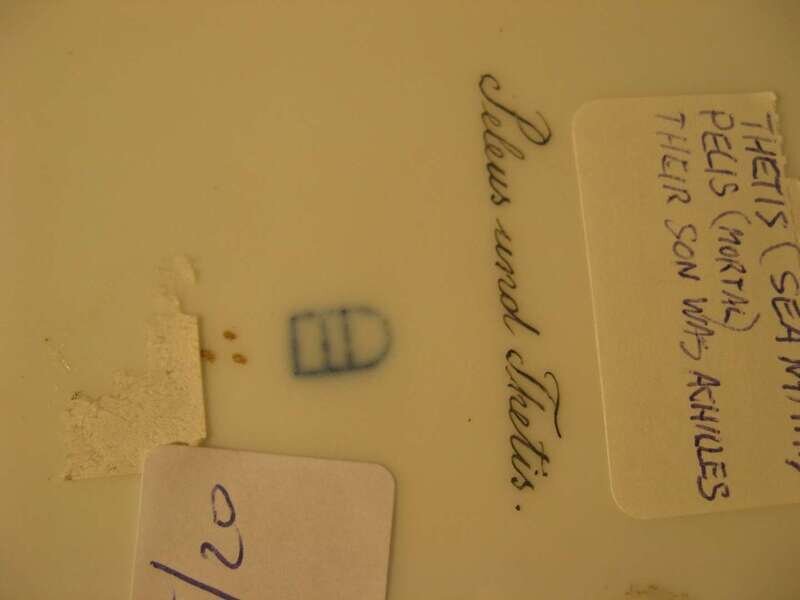 Peleus und Thetis.
THETIS (SEA
PELIS (MORTAL)
THEIR SON WAS ACHILLES
/20